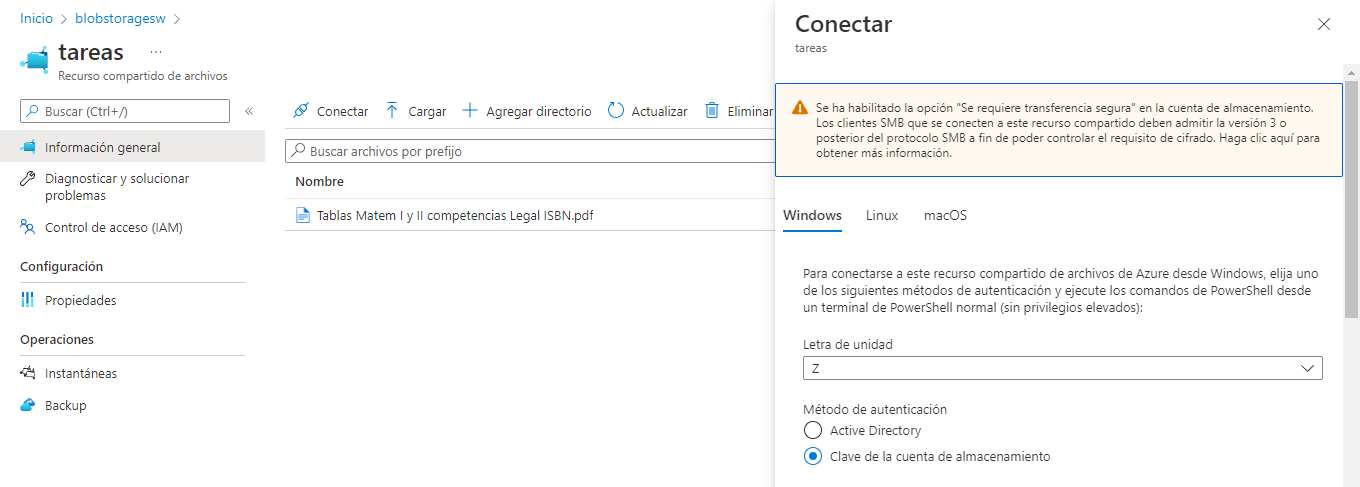 Inicio > blobstoragesw >
tareas ...
Recurso compartido de archivos
Buscar (Ctrl+/)
«
Información general
Diagnosticar y solucionar
problemas
Control de acceso (IAM)
Configuración
Propiedades
Operaciones
Instantáneas
Backup
Conectar Cargar Agregar directorio Actualizar Eliminar
Buscar archivos por prefijo
Nombre
Tablas Matem I y II competencias Legal ISBN.pdf
Conectar
tareas
Se ha habilitado la opción "Se requiere transferencia segura" en la cuenta de almacenamiento.
Los clientes SMB que se conecten a este recurso compartido deben admitir la versión 3 o
posterior del protocolo SMB a fin de poder controlar el requisito de cifrado. Haga clic aquí para
obtener más información.
Windows Linux macOS
Para conectarse a este recurso compartido de archivos de Azure desde Windows, elija uno
de los siguientes métodos de autenticación y ejecute los comandos de PowerShell desde
un terminal de PowerShell normal (sin privilegios elevados):
Letra de unidad
Z
Método de autenticación
Active Directory
Clave de la cuenta de almacenamiento